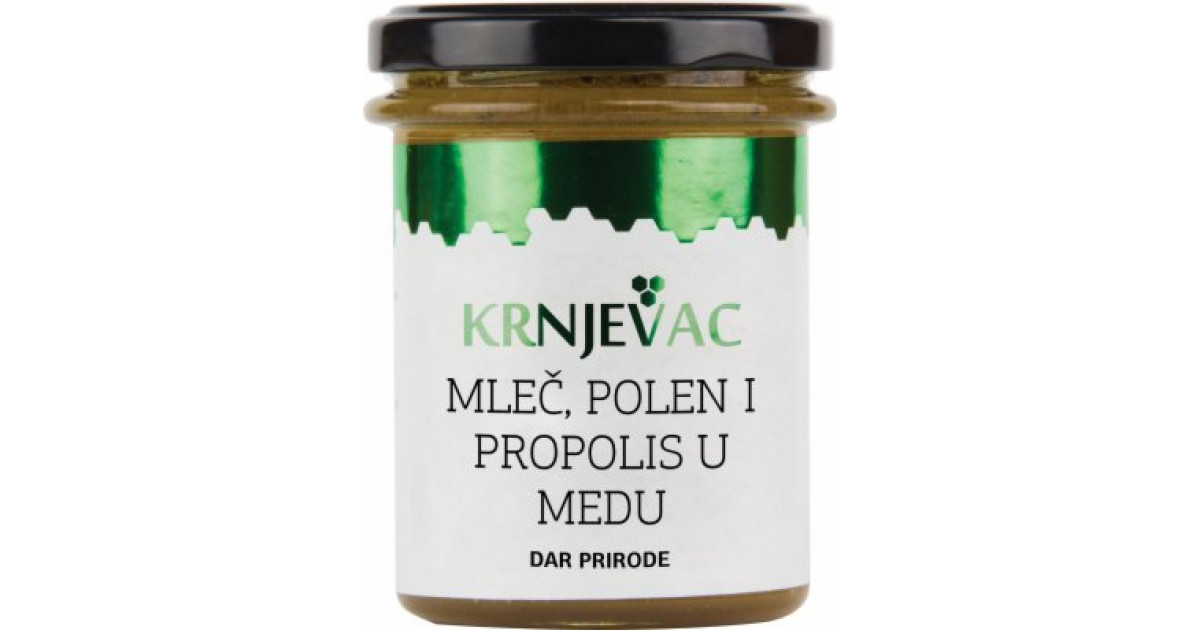 KRNJEVAC
MLEČ, POLEN I
PROPOLIS U
MEDU
DAR PRIRODE